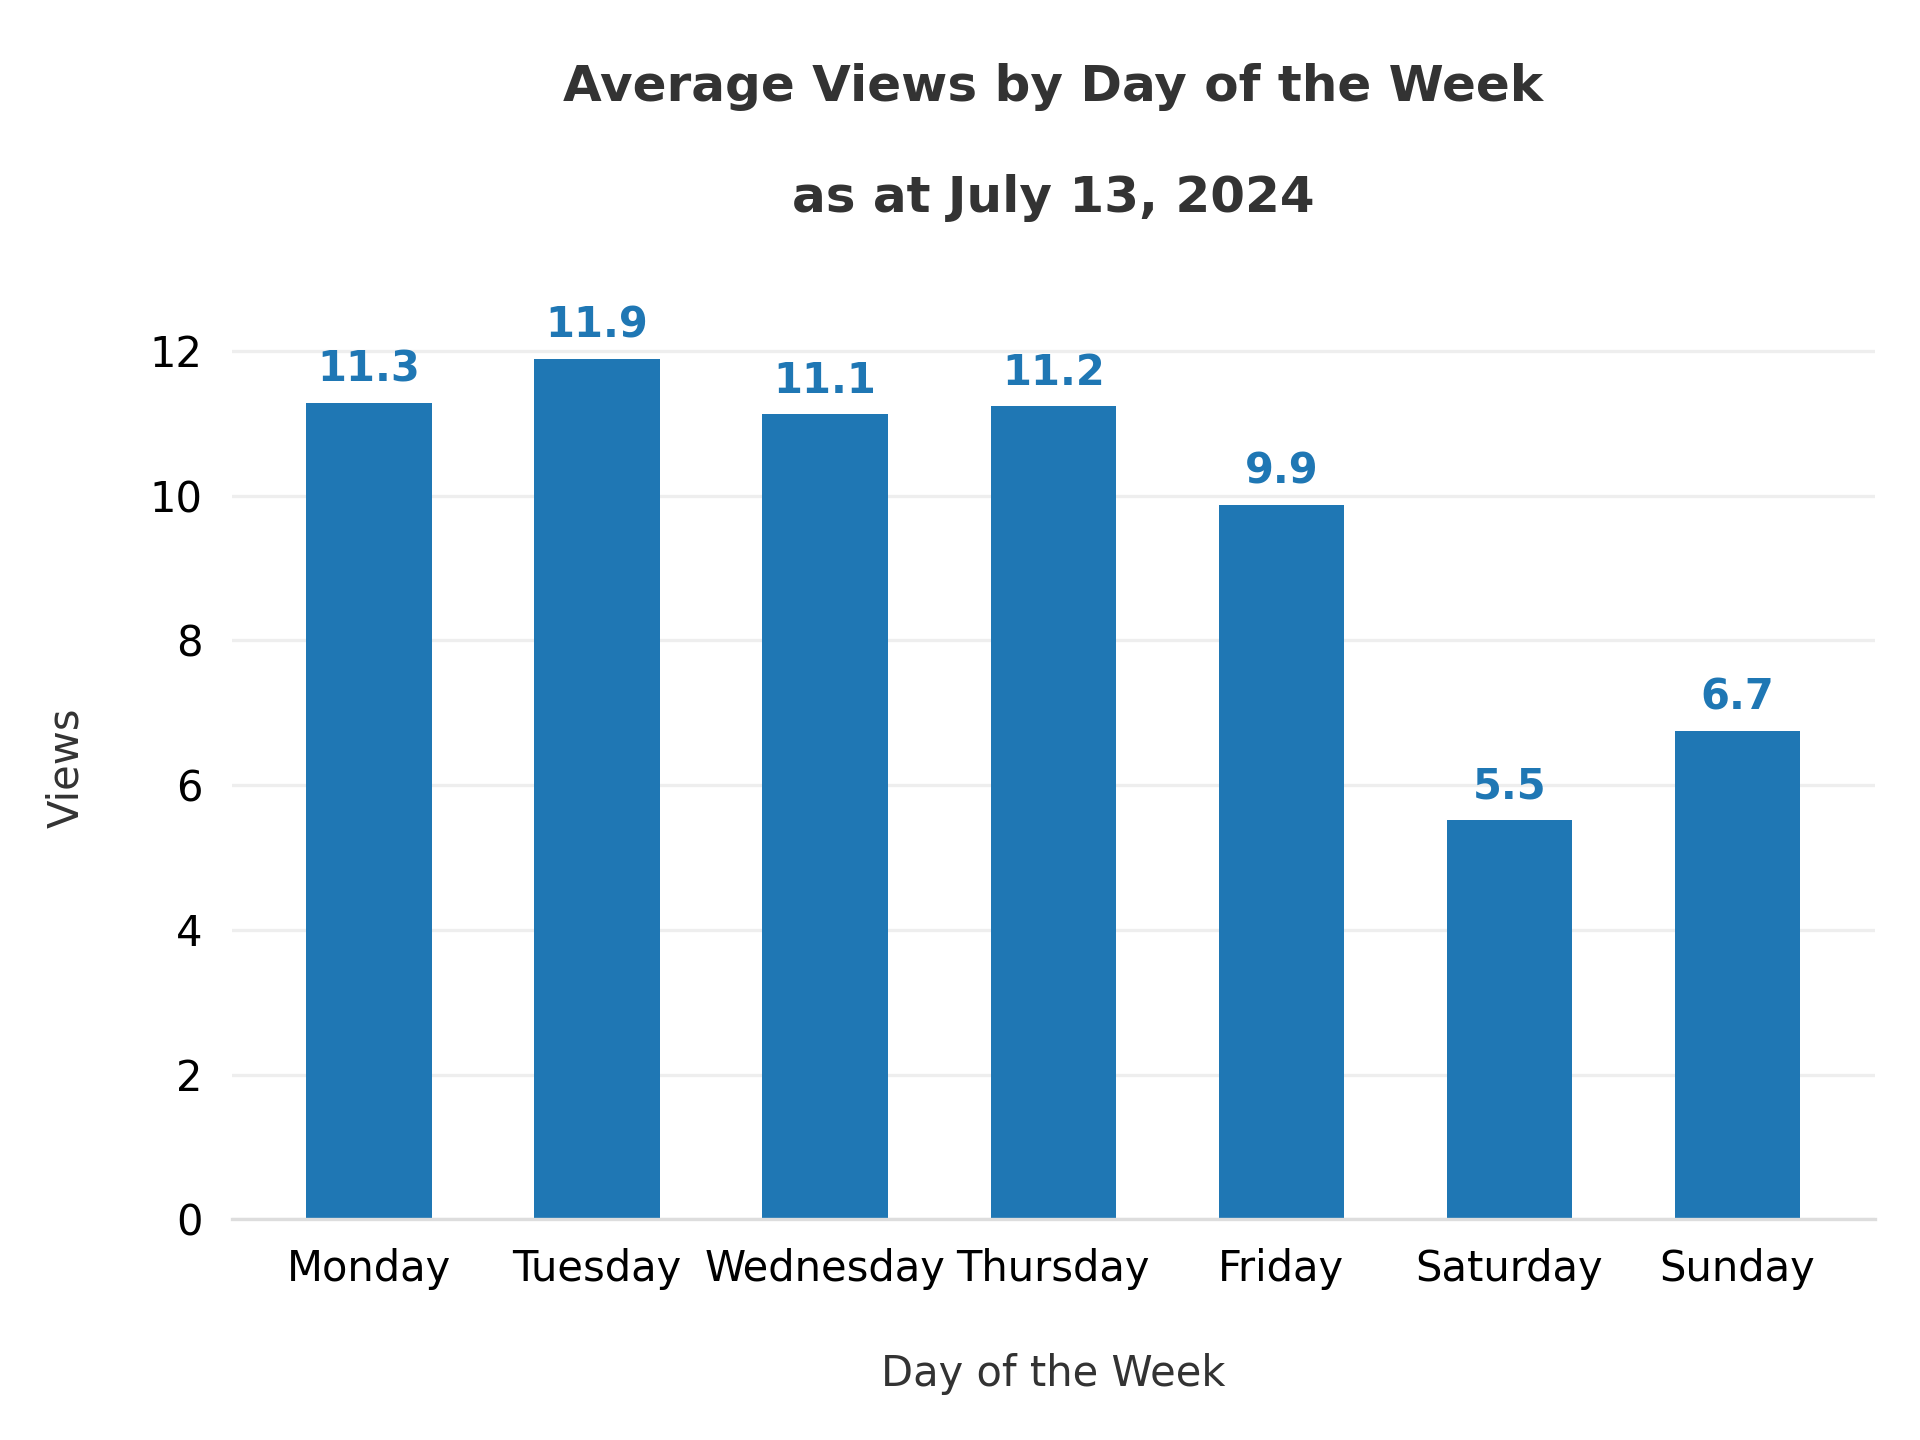 Average Views by Day of the Week
as at July 13, 2024
11.9
12
11.3
11.1
11.2
9.9
10
8
6.7
6
5.5
4
2
0
Views
Monday Tuesday Wednesday Thursday Friday Saturday Sunday
Day of the Week